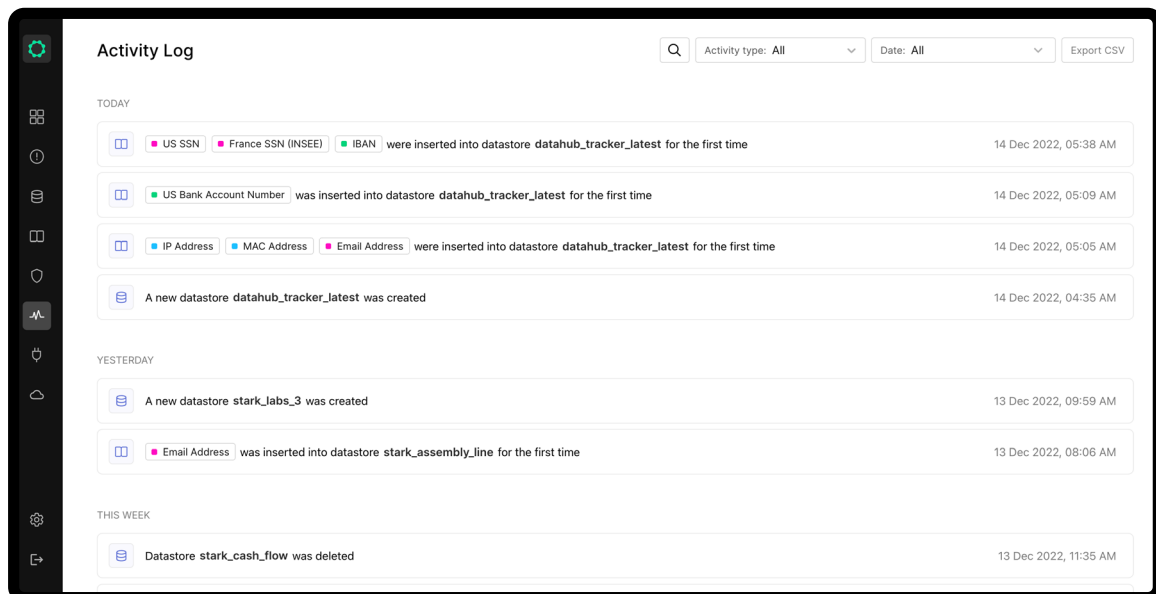 Activity Log
Activity type: All
Date: All
Export CSV
TODAY
US SSN France SSN (INSEE) IBAN were inserted into datastore datahub_tracker_latest for the first time 14 Dec 2022, 05:38 AM
US Bank Account Number was inserted into datastore datahub_tracker_latest for the first time 14 Dec 2022, 05:09 AM
IP Address MAC Address Email Address were inserted into datastore datahub_tracker_latest for the first time 14 Dec 2022, 05:05 AM
A new datastore datahub_tracker_latest was created 14 Dec 2022, 04:35 AM
YESTERDAY
A new datastore stark_labs_3 was created 13 Dec 2022, 09:59 AM
Email Address was inserted into datastore stark_assembly_line for the first time 13 Dec 2022, 08:06 AM
THIS WEEK
Datastore stark_cash_flow was deleted 13 Dec 2022, 11:35 AM